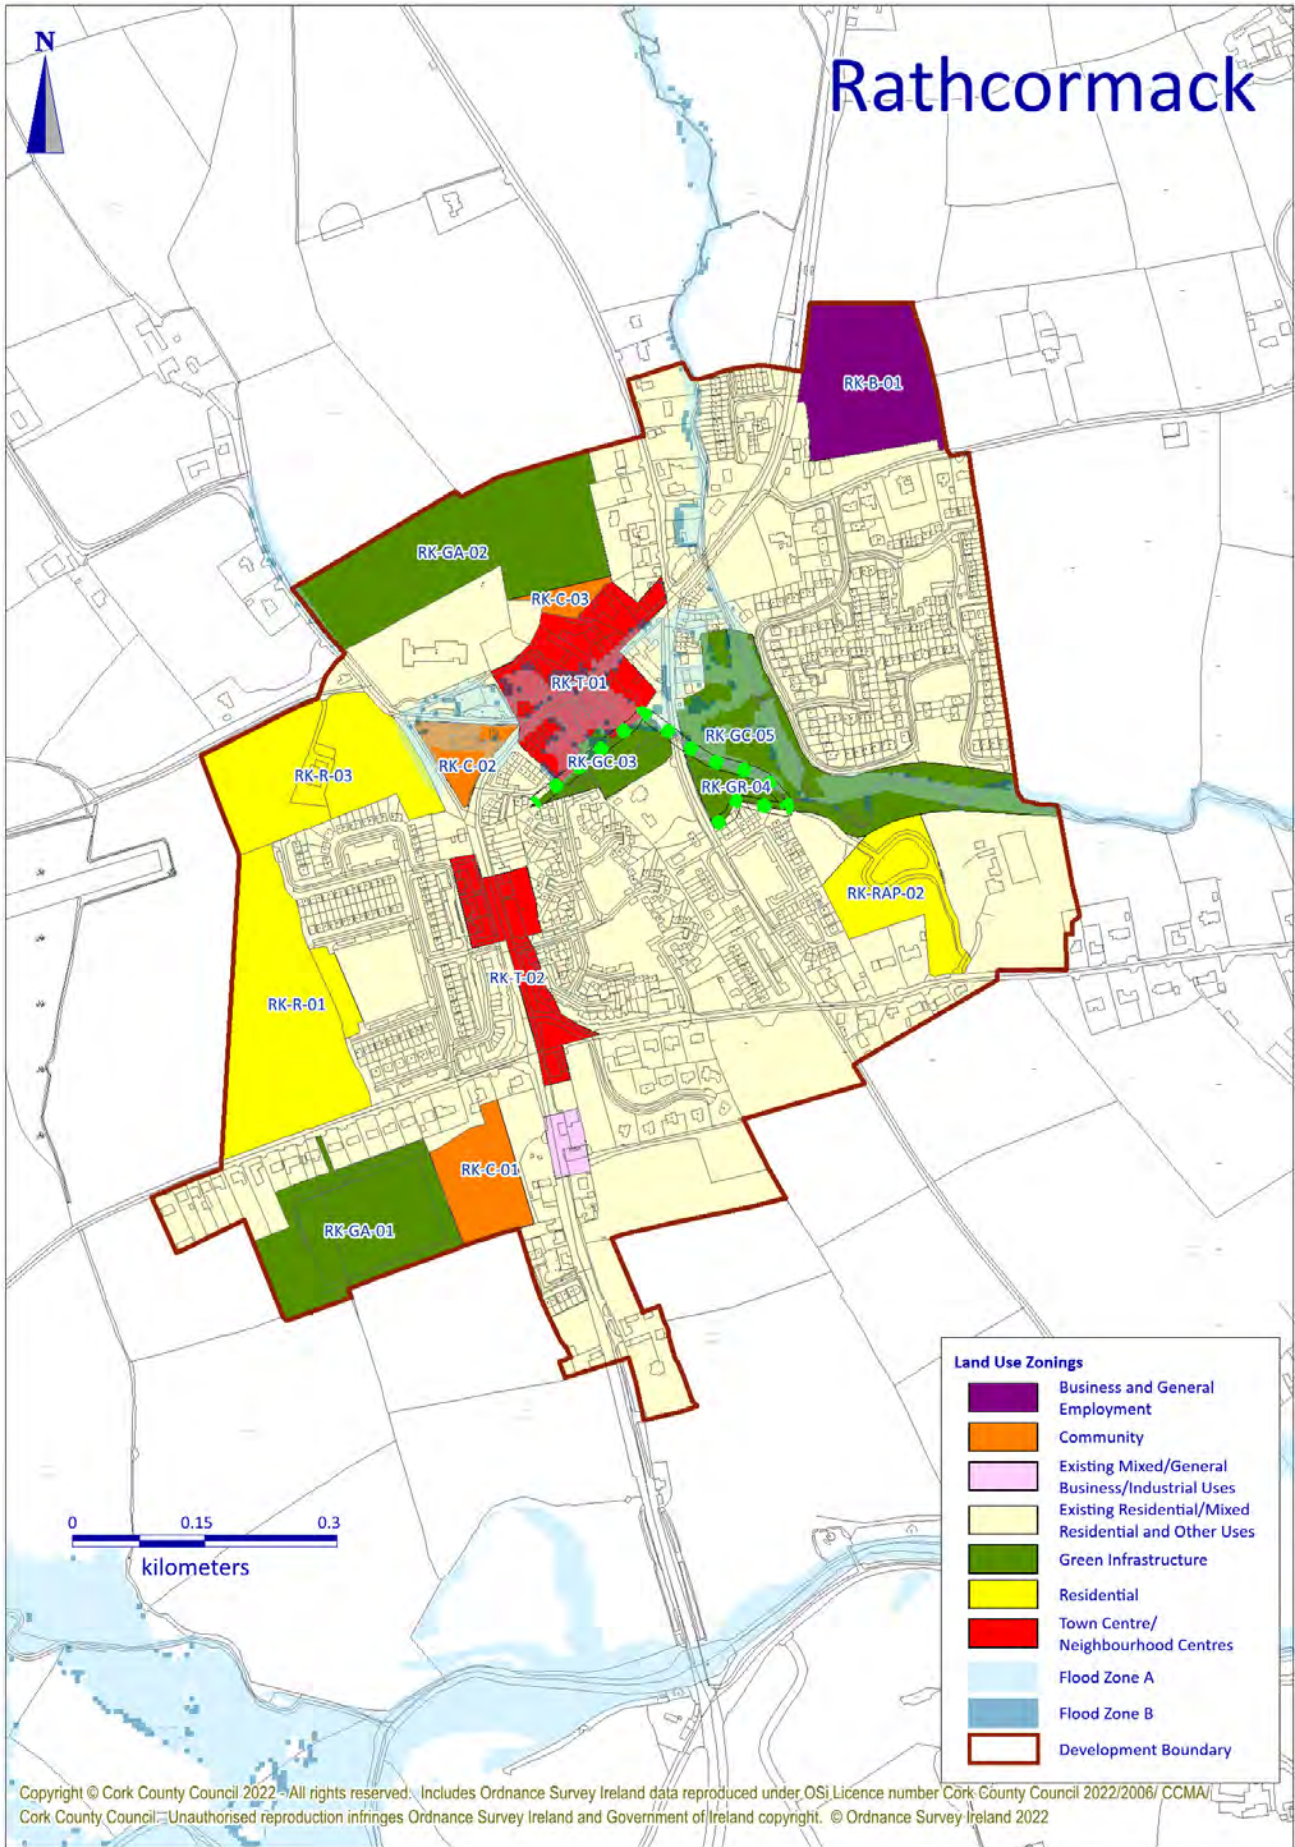 N
Rathcormack
RK-B-01
RK-GA-02
RK-C-03
RK-T-01
RK-GC-05
RK-C-02
RK-GC-03
RK-R-03
RK-GR-04
RK-RAP-02
RK-T-02
RK-R-01
RK-C-01
RK-GA-01
0 0.15 0.3
kilometers
Land Use Zonings
Business and General
Employment
Community
Existing Mixed/General
Business/Industrial Uses
Existing Residential/Mixed
Residential and Other Uses
Green Infrastructure
Residential
Town Centre/
Neighbourhood Centres
Flood Zone A
Flood Zone B
Development Boundary
Copyright © Cork County Council 2022 - All rights reserved. Includes Ordnance Survey Ireland data reproduced under OSi Licence number Cork County Council 2022/2006/ CCMA/
Cork County Council. Unauthorised reproduction infringes Ordnance Survey Ireland and Government of Ireland copyright. © Ordnance Survey Ireland 2022